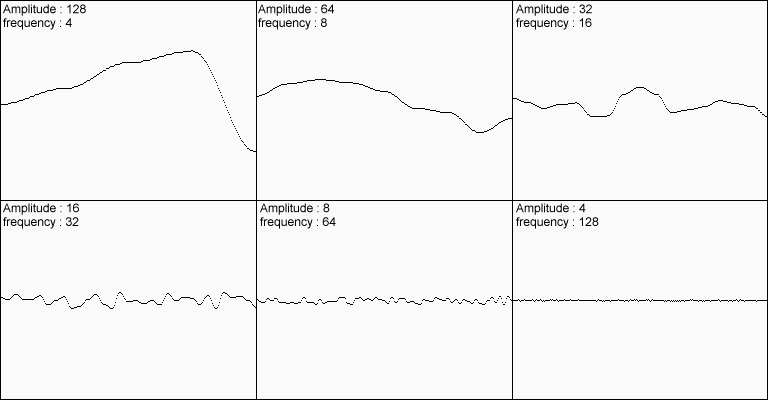 Amplitude : 128
frequency : 4
Amplitude : 64
frequency : 8
Amplitude : 32
frequency : 16
Amplitude : 16
frequency : 32
Amplitude : 8
frequency : 64
Amplitude : 4
frequency : 128